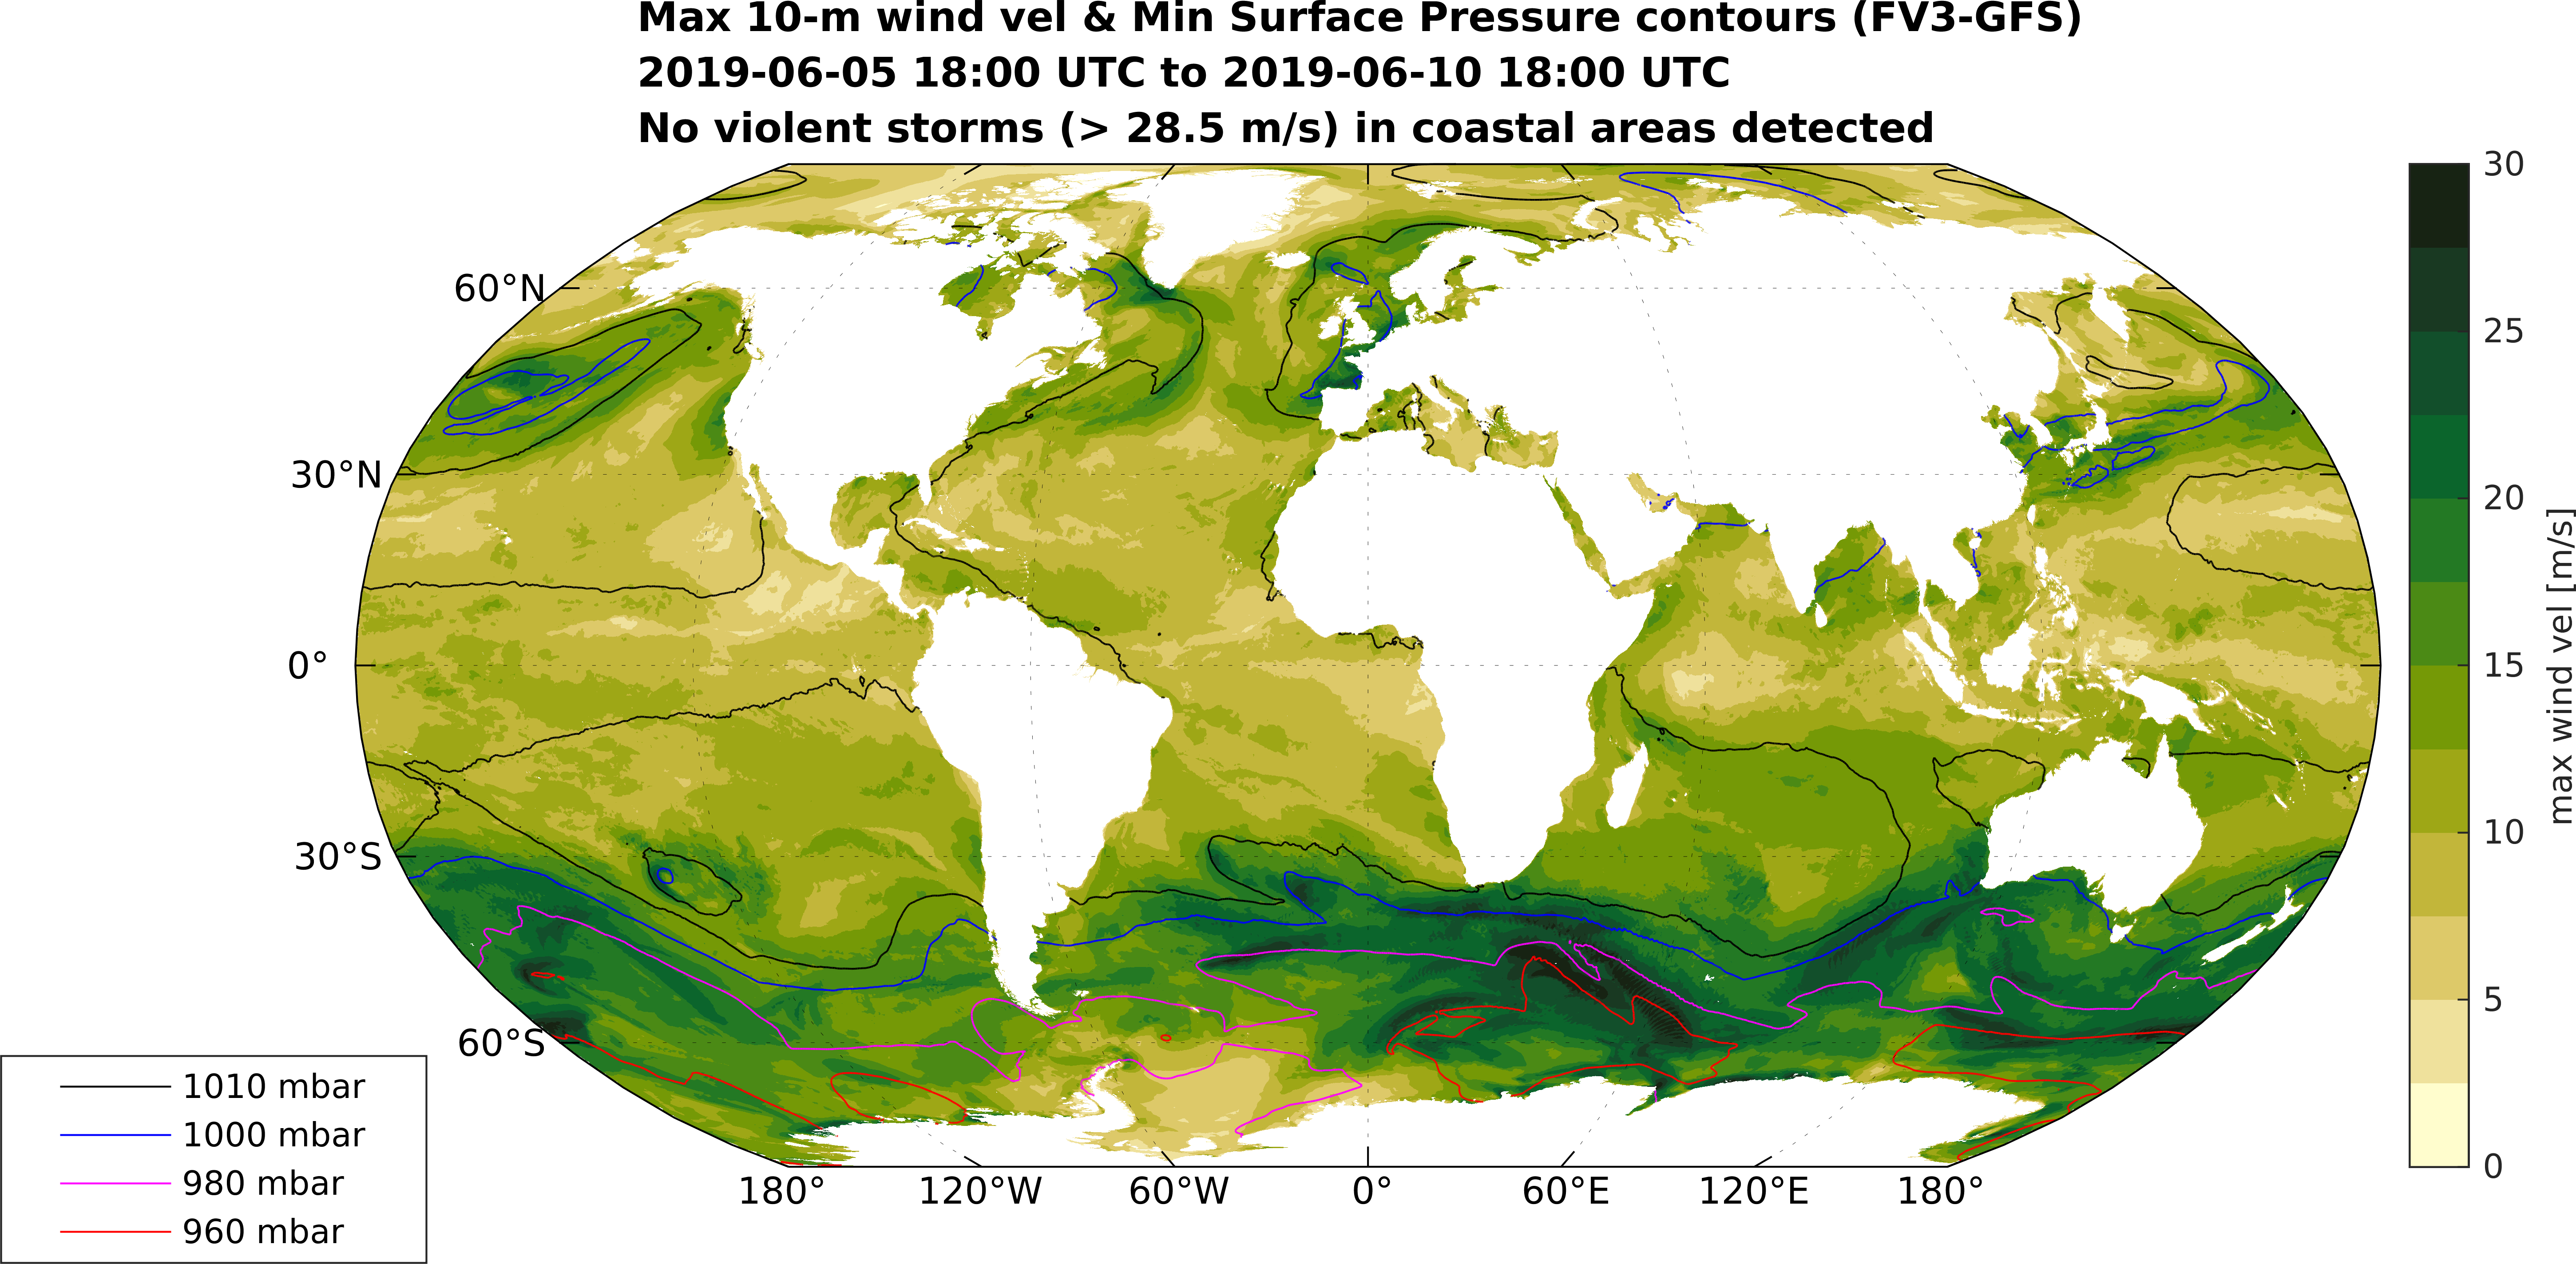 Max 10-m wind vel & Min Surface Pressure contours (FV3-GFS)
2019-06-05 18:00 UTC to 2019-06-10 18:00 UTC
No violent storms (> 28.5 m/s) in coastal areas detected
60°N
30°N
0°
30°S
60°S
180°
120°W
60°W
0°
60°E
120°E
180°
1010 mbar
1000 mbar
980 mbar
960 mbar
30
25
20
15
10
5
0
max wind vel [m/s]